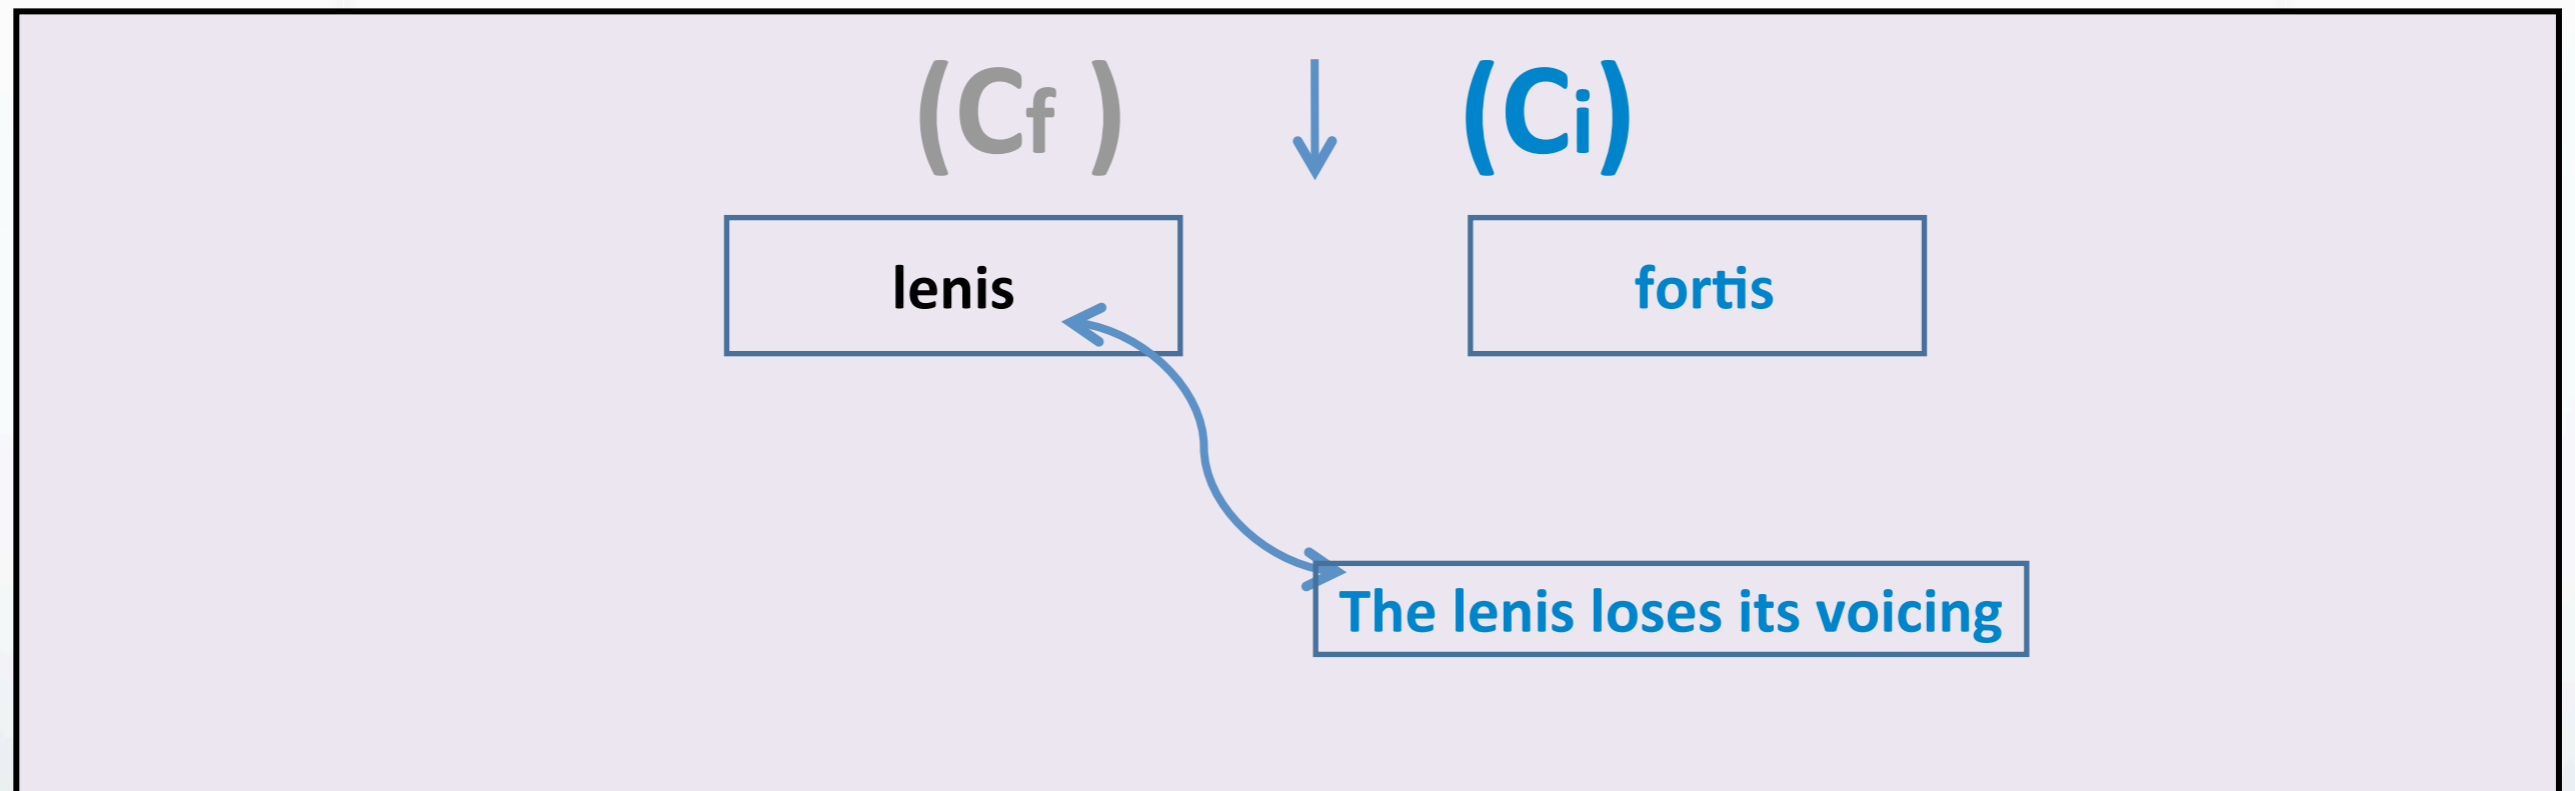 (Cf ) (Ci)
lenis fortis
The lenis loses its voicing